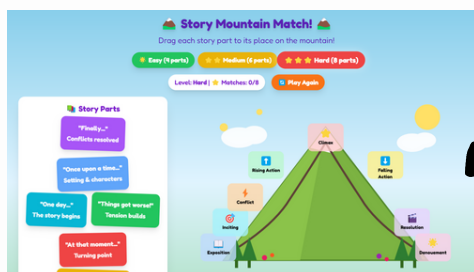 Story Mountain Match!
Drag each story part to its place on the mountain!
Easy (4 parts)
Medium (6 parts)
Hard (8 parts)
Level: Hard | ⭐ Matches: 0/8
Play Again
Story Parts
"Finally..."
Conflicts resolved
"Once upon a time..."
Setting & characters
"One day..."
The story begins
"Things got worse!"
Tension builds
"At that moment..."
Turning point
Climax
Rising Action
Falling
Action
Conflict
Inciting
Resolution
Exposition
Denouement